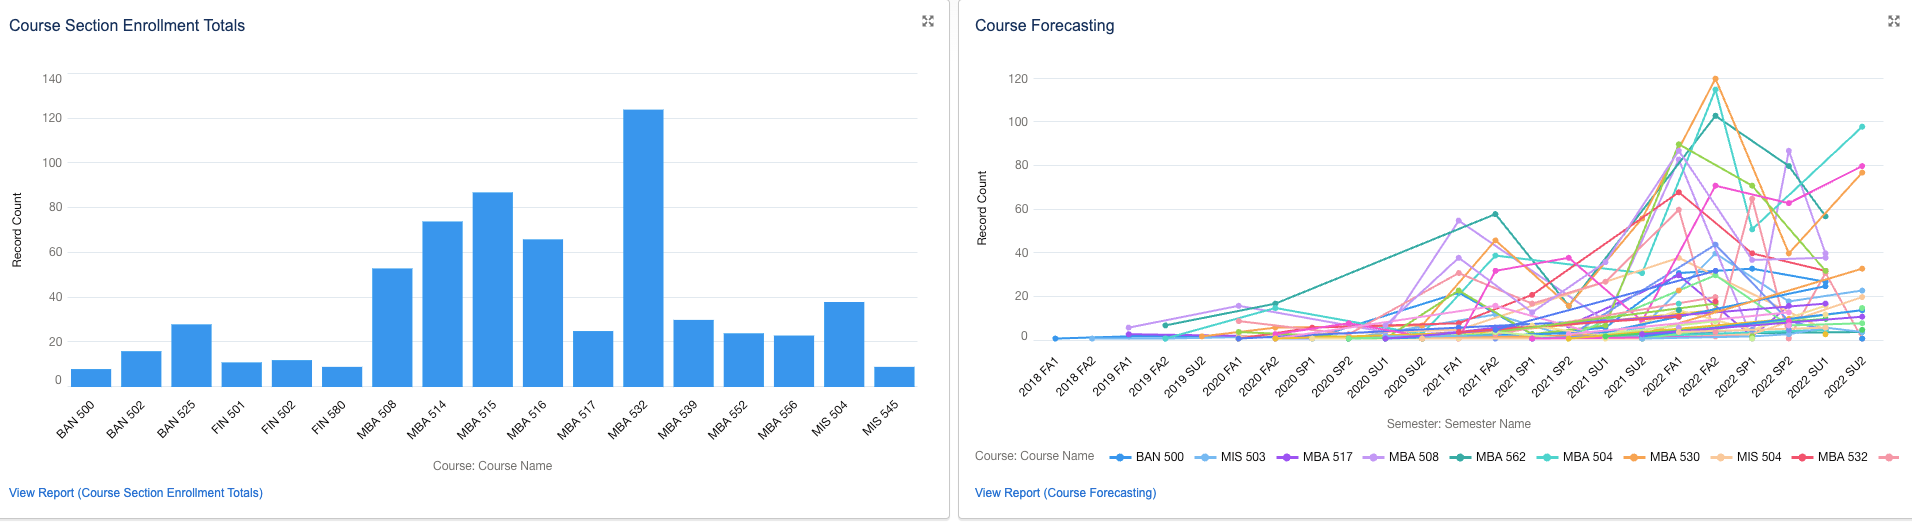 Course Section Enrollment Totals
140
120
100
80
60
40
20
0
Record Count
BAN 500
BAN 502
BAN 525
FIN 501
FIN 502
FIN 580
MBA 508
MBA 514
MBA 515
MBA 516
MBA 517
MBA 532
MBA 539
MBA 552
MBA 556
MIS 504
MIS 545
Course: Course Name
View Report (Course Section Enrollment Totals)
Course Forecasting
120
100
80
60
40
20
0
Record Count
2018 FA1
2018 FA2
2019 FA1
2019 FA2
2019 SU2
2020 FA1
2020 FA2
2020 SP1
2020 SP2
2020 SU1
2020 SU2
2021 FA1
2021 FA2
2021 SP1
2021 SP2
2021 SU1
2021 SU2
2022 FA1
2022 FA2
2022 SP1
2022 SP2
2022 SU1
2022 SU2
Semester: Semester Name
Course: Course Name BAN 500 MIS 503 MBA 517 MBA 508 MBA 562 MBA 504 MBA 530 MIS 504 MBA 532
View Report (Course Forecasting)